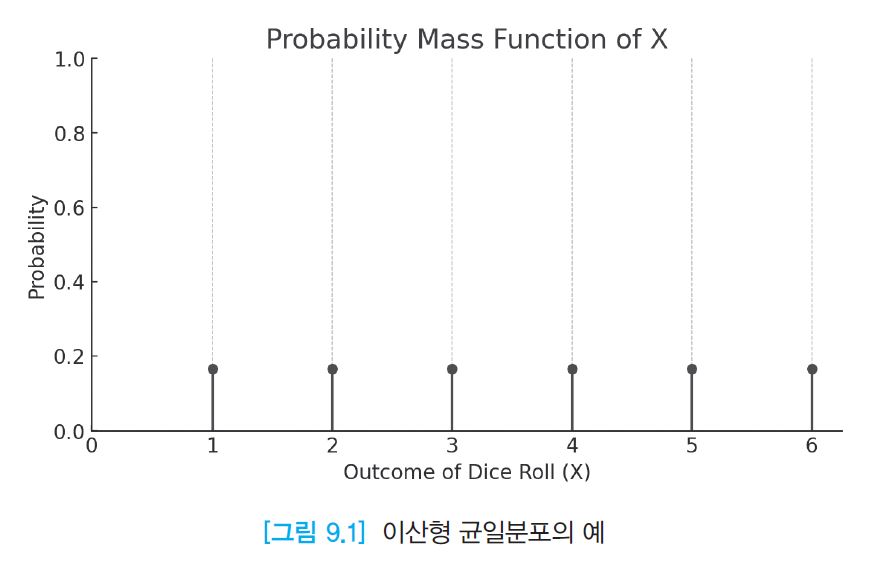 Probability Mass Function of X
1.0
0.8
0.6
0.4
0.2
0.0
Probability
0 1 2 3 4 5 6
Outcome of Dice Roll (X)
[그림 9.1] 이산형 균일분포의 예